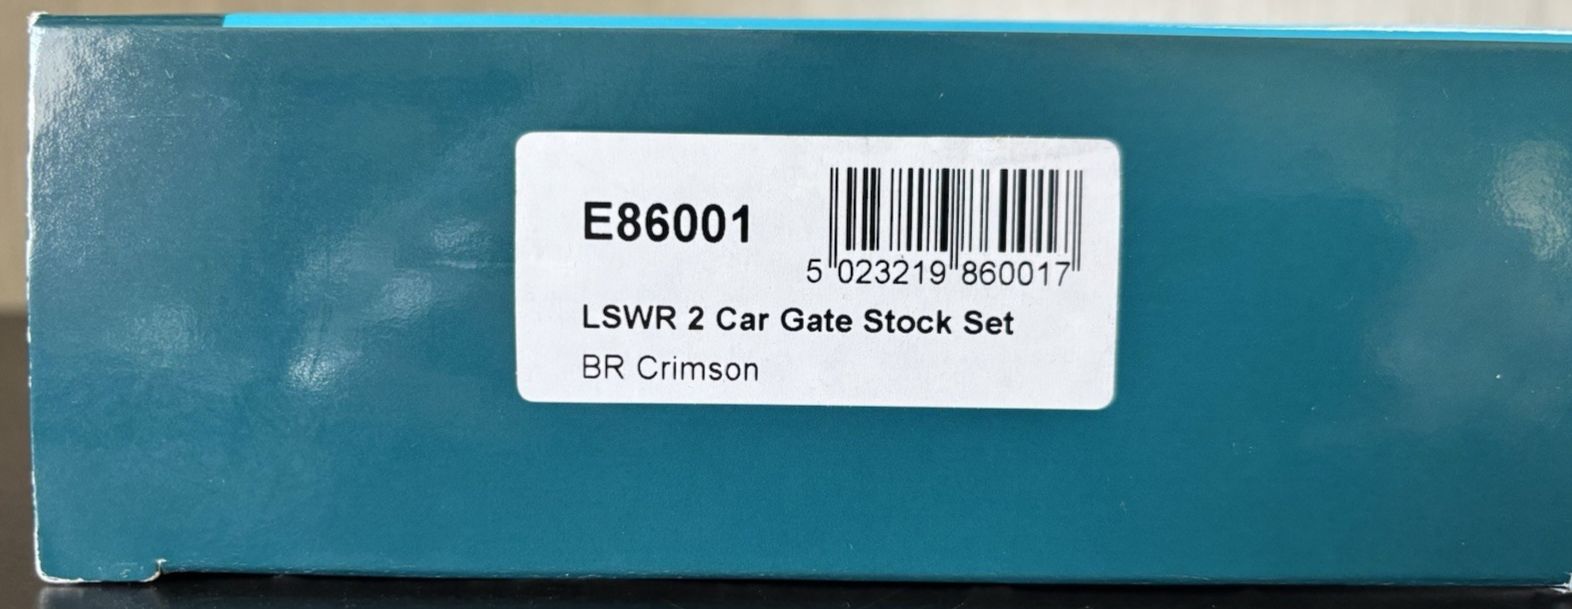 E86001
5 023219 860017
LSWR 2 Car Gate Stock Set
BR Crimson